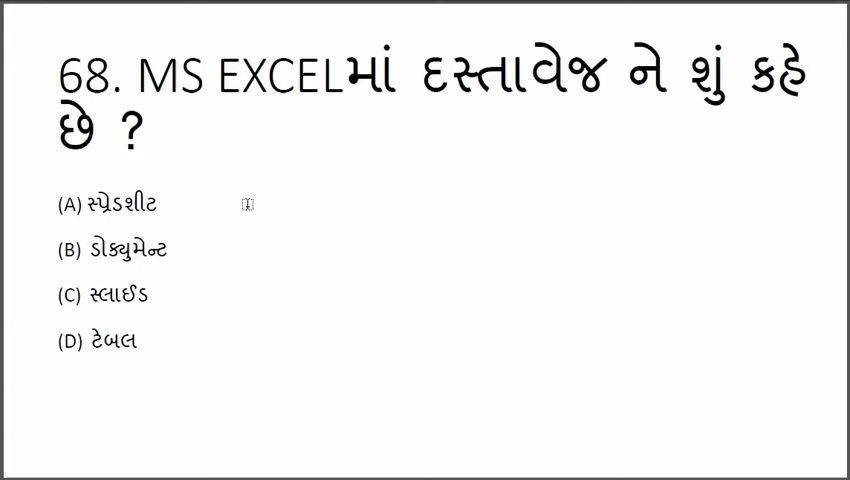 68. MS EXCELમાં દસ્તાવેજ ને શું કહે
છે ?
(A) સ્પ્રેડશીટ
(B) ડોક્યુમેન્ટ
(C) સ્લાઈડ
(D) ટેબલ